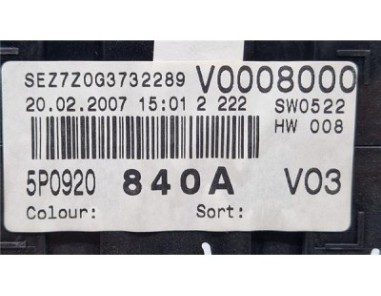 SEZ7Z0G3732289 V0008000
20.02.2007 15:01 2 222 SW0522
HW 008
5P0920 840A V03
Colour: Sort: